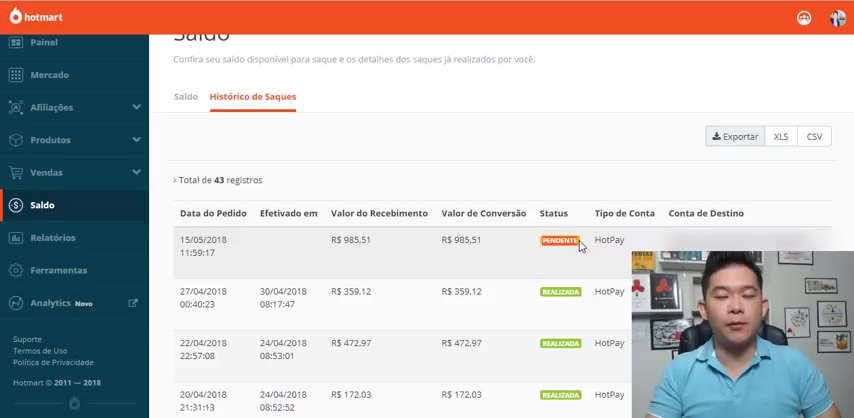 hotmart
Painel
Mercado
Afiliações
Produtos
Vendas
Saldo
Relatórios
Ferramentas
Analytics Novo
Suporte
Termos de Uso
Política de Privacidade
Hotmart © 2011 — 2018
Saldo
Confira seu saldo disponível para saque e os detalhes dos saques já realizados por você.
Saldo Histórico de Saques
Exportar XLS CSV
› Total de 43 registros
Data do Pedido Efetivado em Valor do Recebimento Valor de Conversão Status Tipo de Conta Conta de Destino
15/05/2018 R$ 985,51 R$ 985,51 PENDENTE HotPay
11:59:17
27/04/2018 30/04/2018 R$ 359,12 R$ 359,12 REALIZADA HotPay
00:40:23 08:17:47
22/04/2018 24/04/2018 R$ 472,97 R$ 472,97 REALIZADA HotPay
22:57:08 08:53:01
20/04/2018 24/04/2018 R$ 172,03 R$ 172,03 REALIZADA HotPay
21:31:13 08:52:52